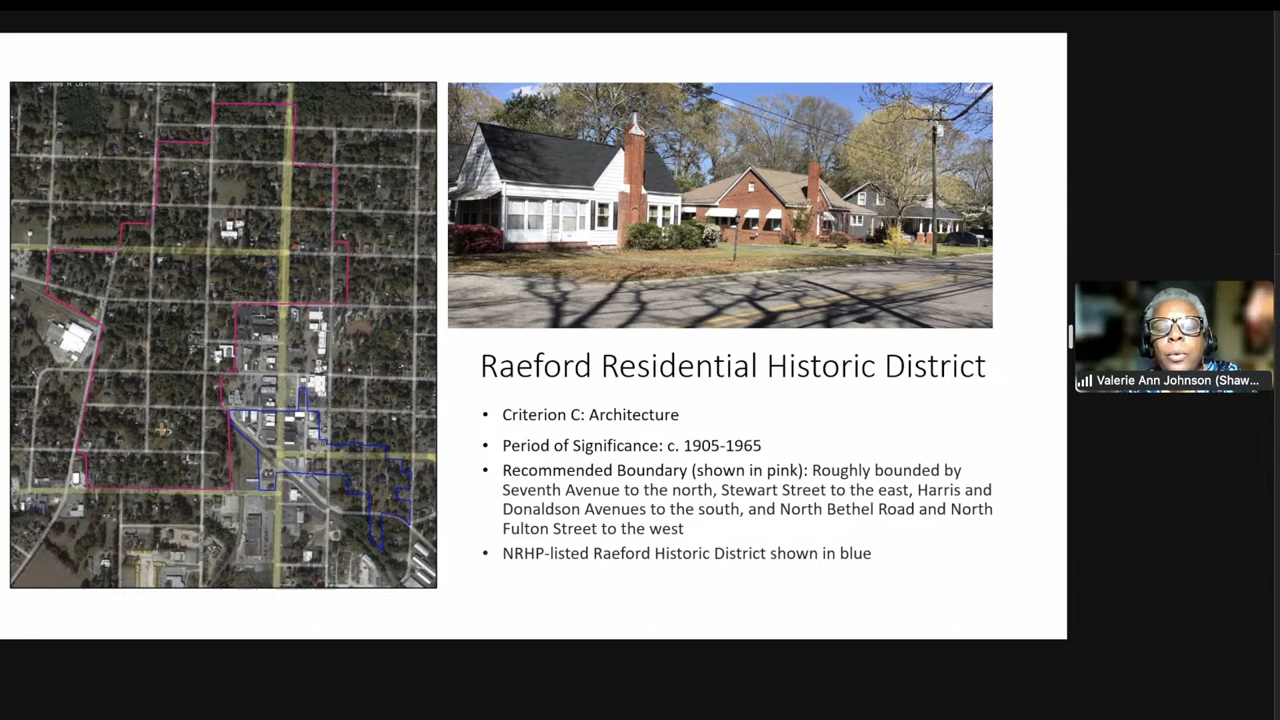 Raeford Residential Historic District
• Criterion C: Architecture
• Period of Significance: c. 1905-1965
• Recommended Boundary (shown in pink): Roughly bounded by
Seventh Avenue to the north, Stewart Street to the east, Harris and
Donaldson Avenues to the south, and North Bethel Road and North
Fulton Street to the west
• NRHP-listed Raeford Historic District shown in blue
Valerie Ann Johnson (Shaw...